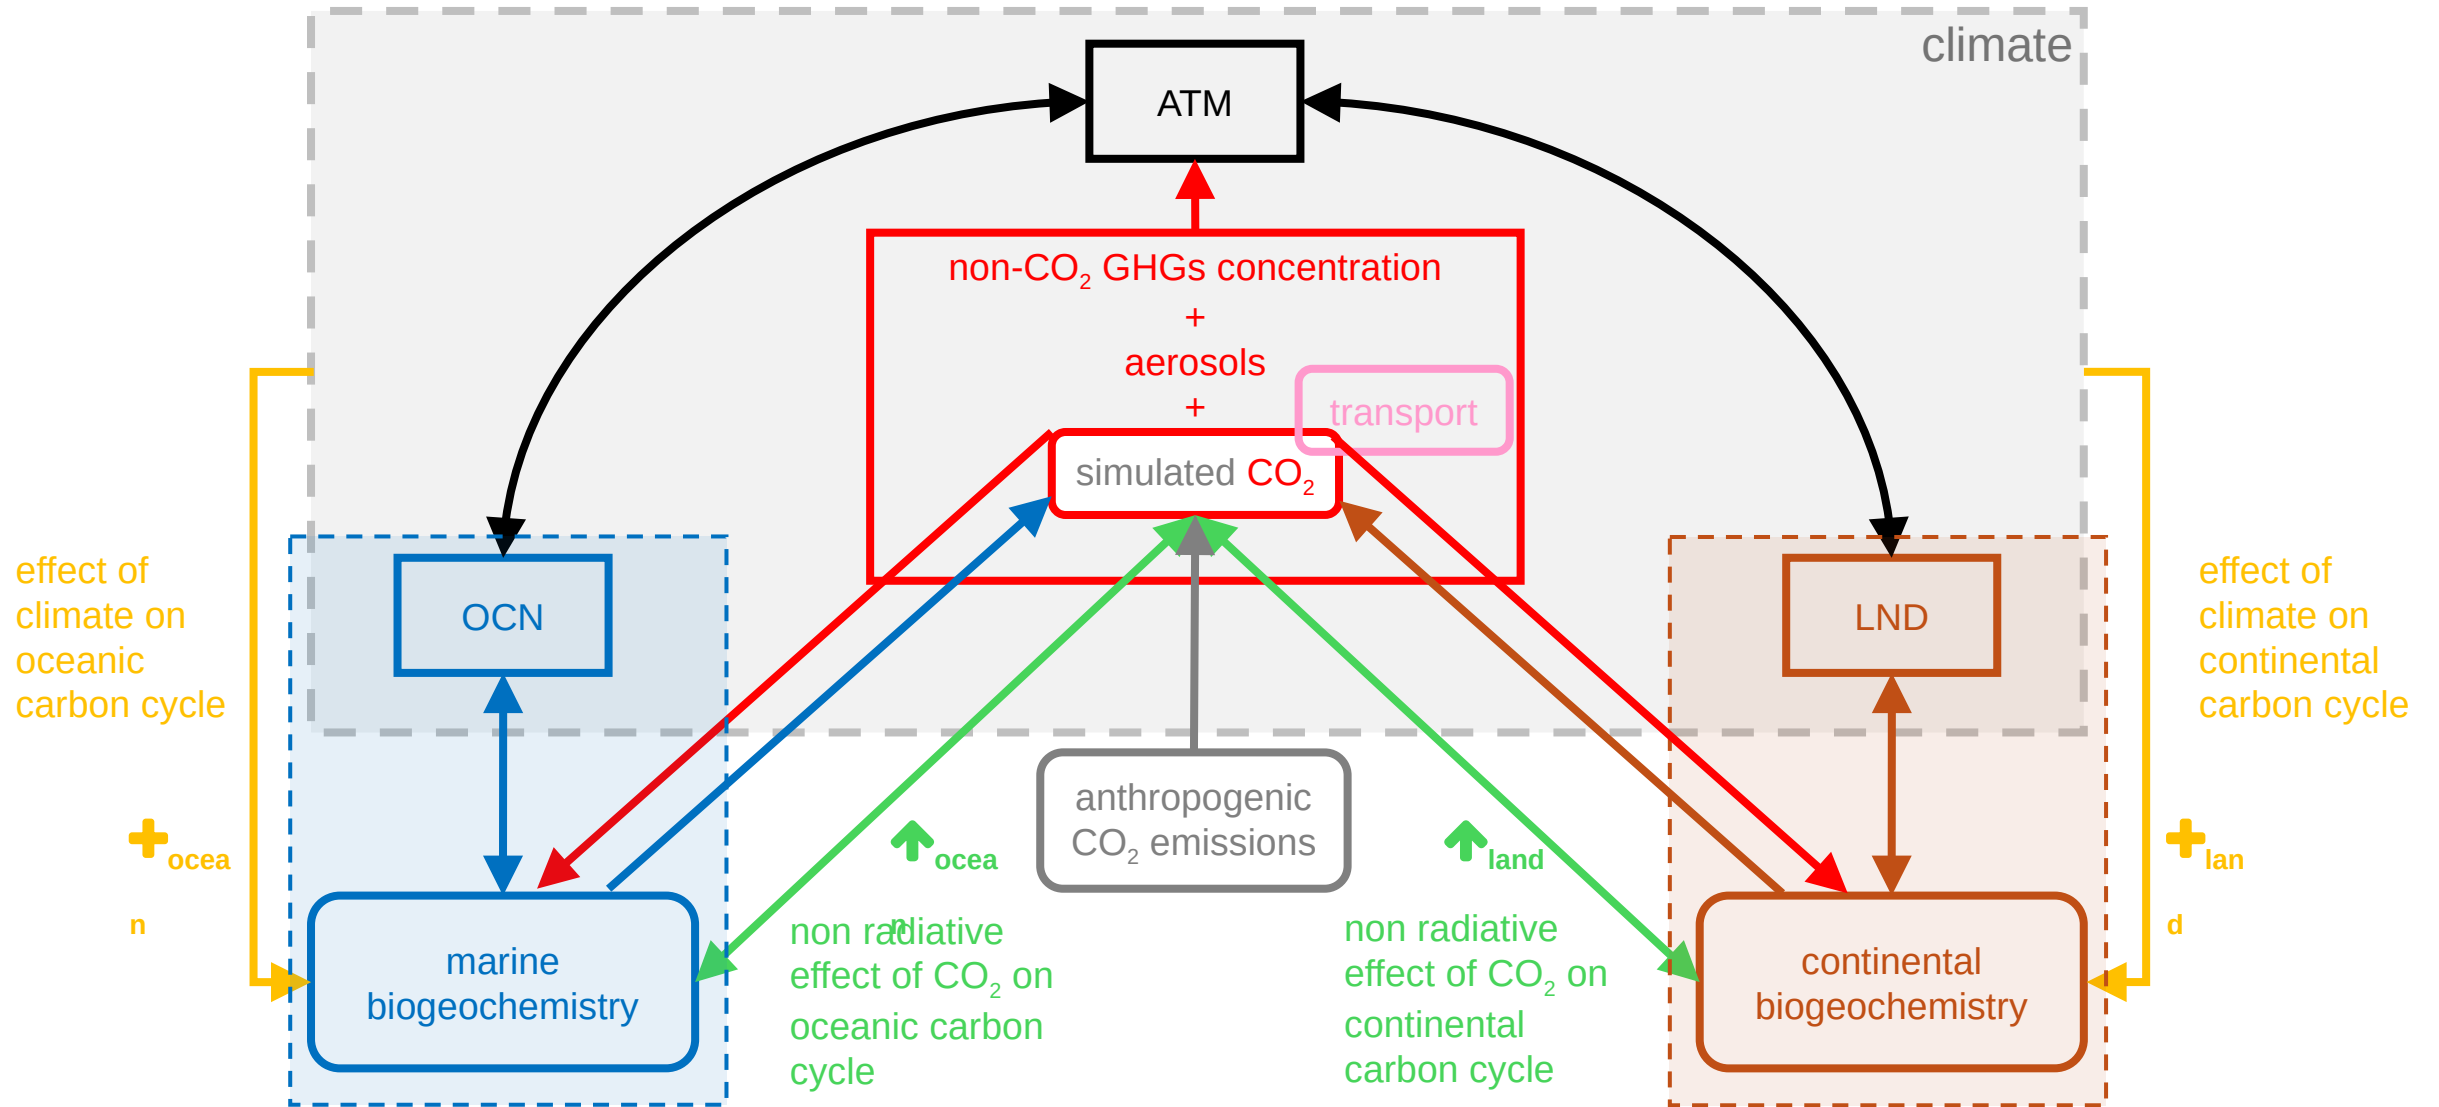 climate
ATM
non-CO₂ GHGs concentration
+
aerosols
+
transport
simulated CO₂
OCN
LND
effect of
climate on
oceanic
carbon cycle
effect of
climate on
continental
carbon cycle
anthropogenic
CO₂ emissions
ocea
n
ocea
n
land
lan
d
non radiative
effect of CO₂ on
oceanic carbon
cycle
non radiative
effect of CO₂ on
continental
carbon cycle
marine
biogeochemistry
continental
biogeochemistry